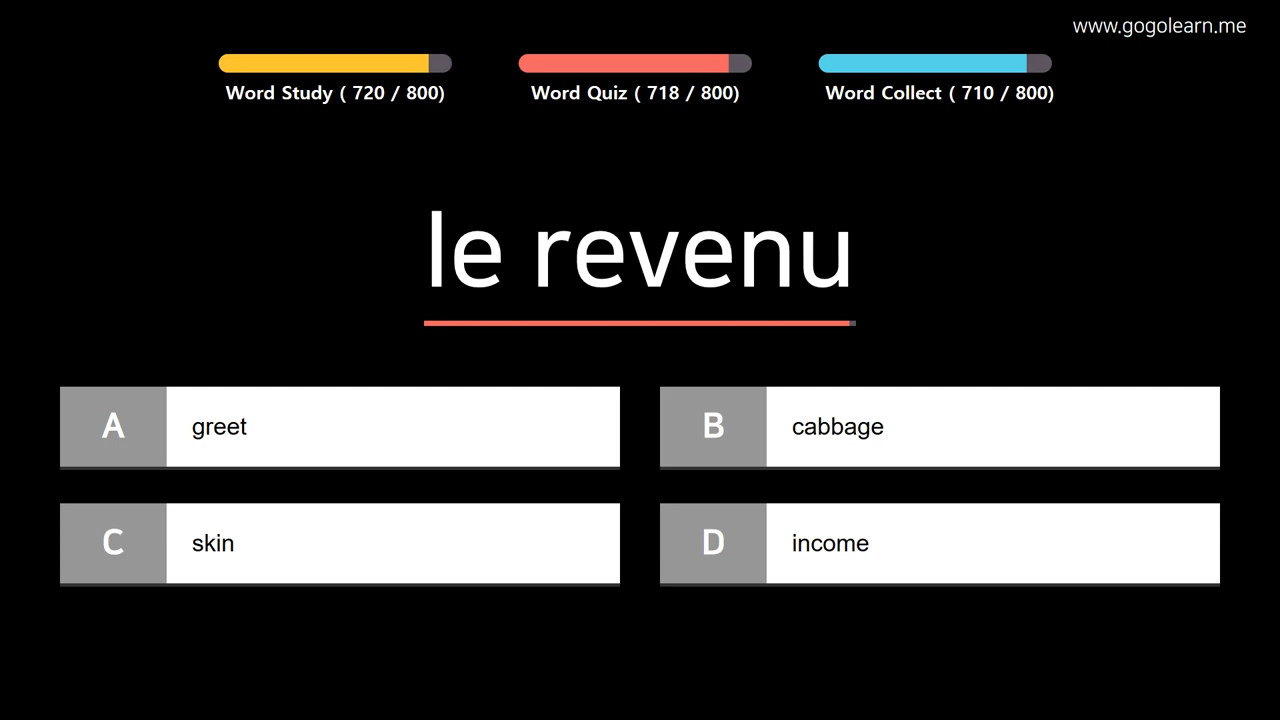 www.gogolearn.me
Word Study ( 720 / 800)
Word Quiz ( 718 / 800)
Word Collect ( 710 / 800)
le revenu
A greet
B cabbage
C skin
D income